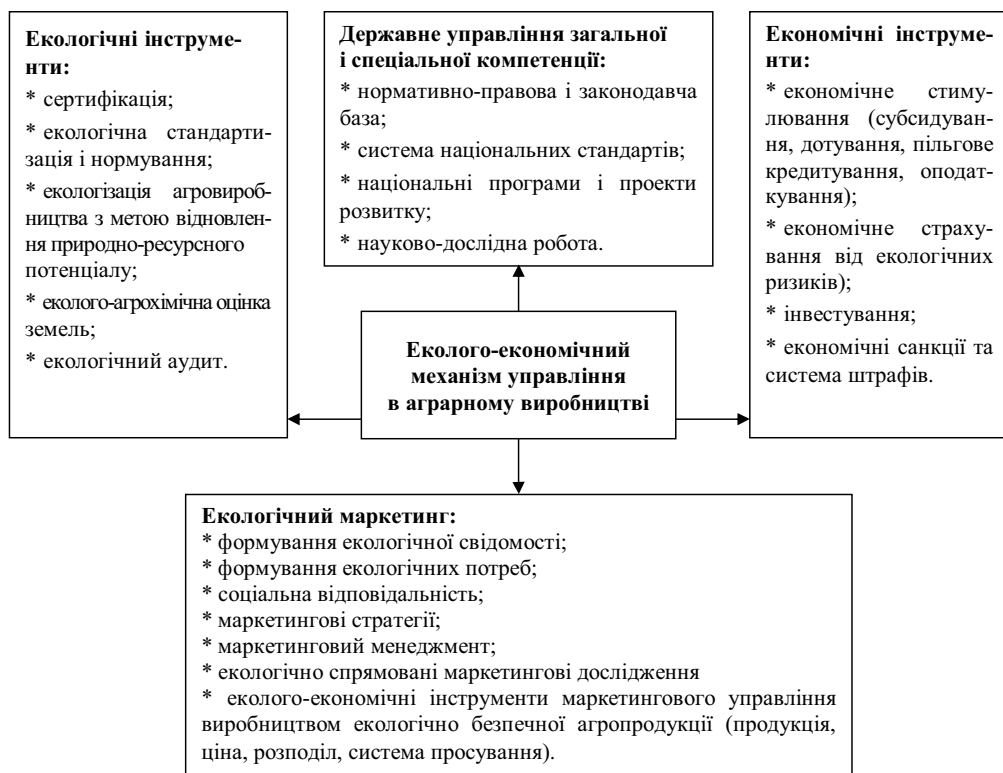 Екологічні інструме-
нти:
* сертифікація;
* екологічна стандарти-
зація і нормування;
* екологізація агровироб-
ництва з метою відновлен-
ня природно-ресурсного
потенціалу;
* еколого-агрохімічна оцінка
земель;
* екологічний аудит.
Державне управління загальної
і спеціальної компетенції:
* нормативно-правова і законодавча
база;
* система національних стандартів;
* національні програми і проекти
розвитку;
* науково-дослідна робота.
Економічні інструме-
нти:
* економічне стиму-
лювання (субсидуван-
ня, дотування, пільгове
кредитування, оподат-
кування);
* економічне страху-
вання від екологічних
ризиків);
* інвестування;
* економічні санкції та
система штрафів.
Еколого-економічний
механізм управління
в аграрному виробництві
Екологічний маркетинг:
* формування екологічної свідомості;
* формування екологічних потреб;
* соціальна відповідальність;
* маркетингові стратегії;
* маркетинговий менеджмент;
* екологічно спрямовані маркетингові дослідження
* еколого-економічні інструменти маркетингового управління
виробництвом екологічно безпечної агропродукції (продукція,
ціна, розподіл, система просування).